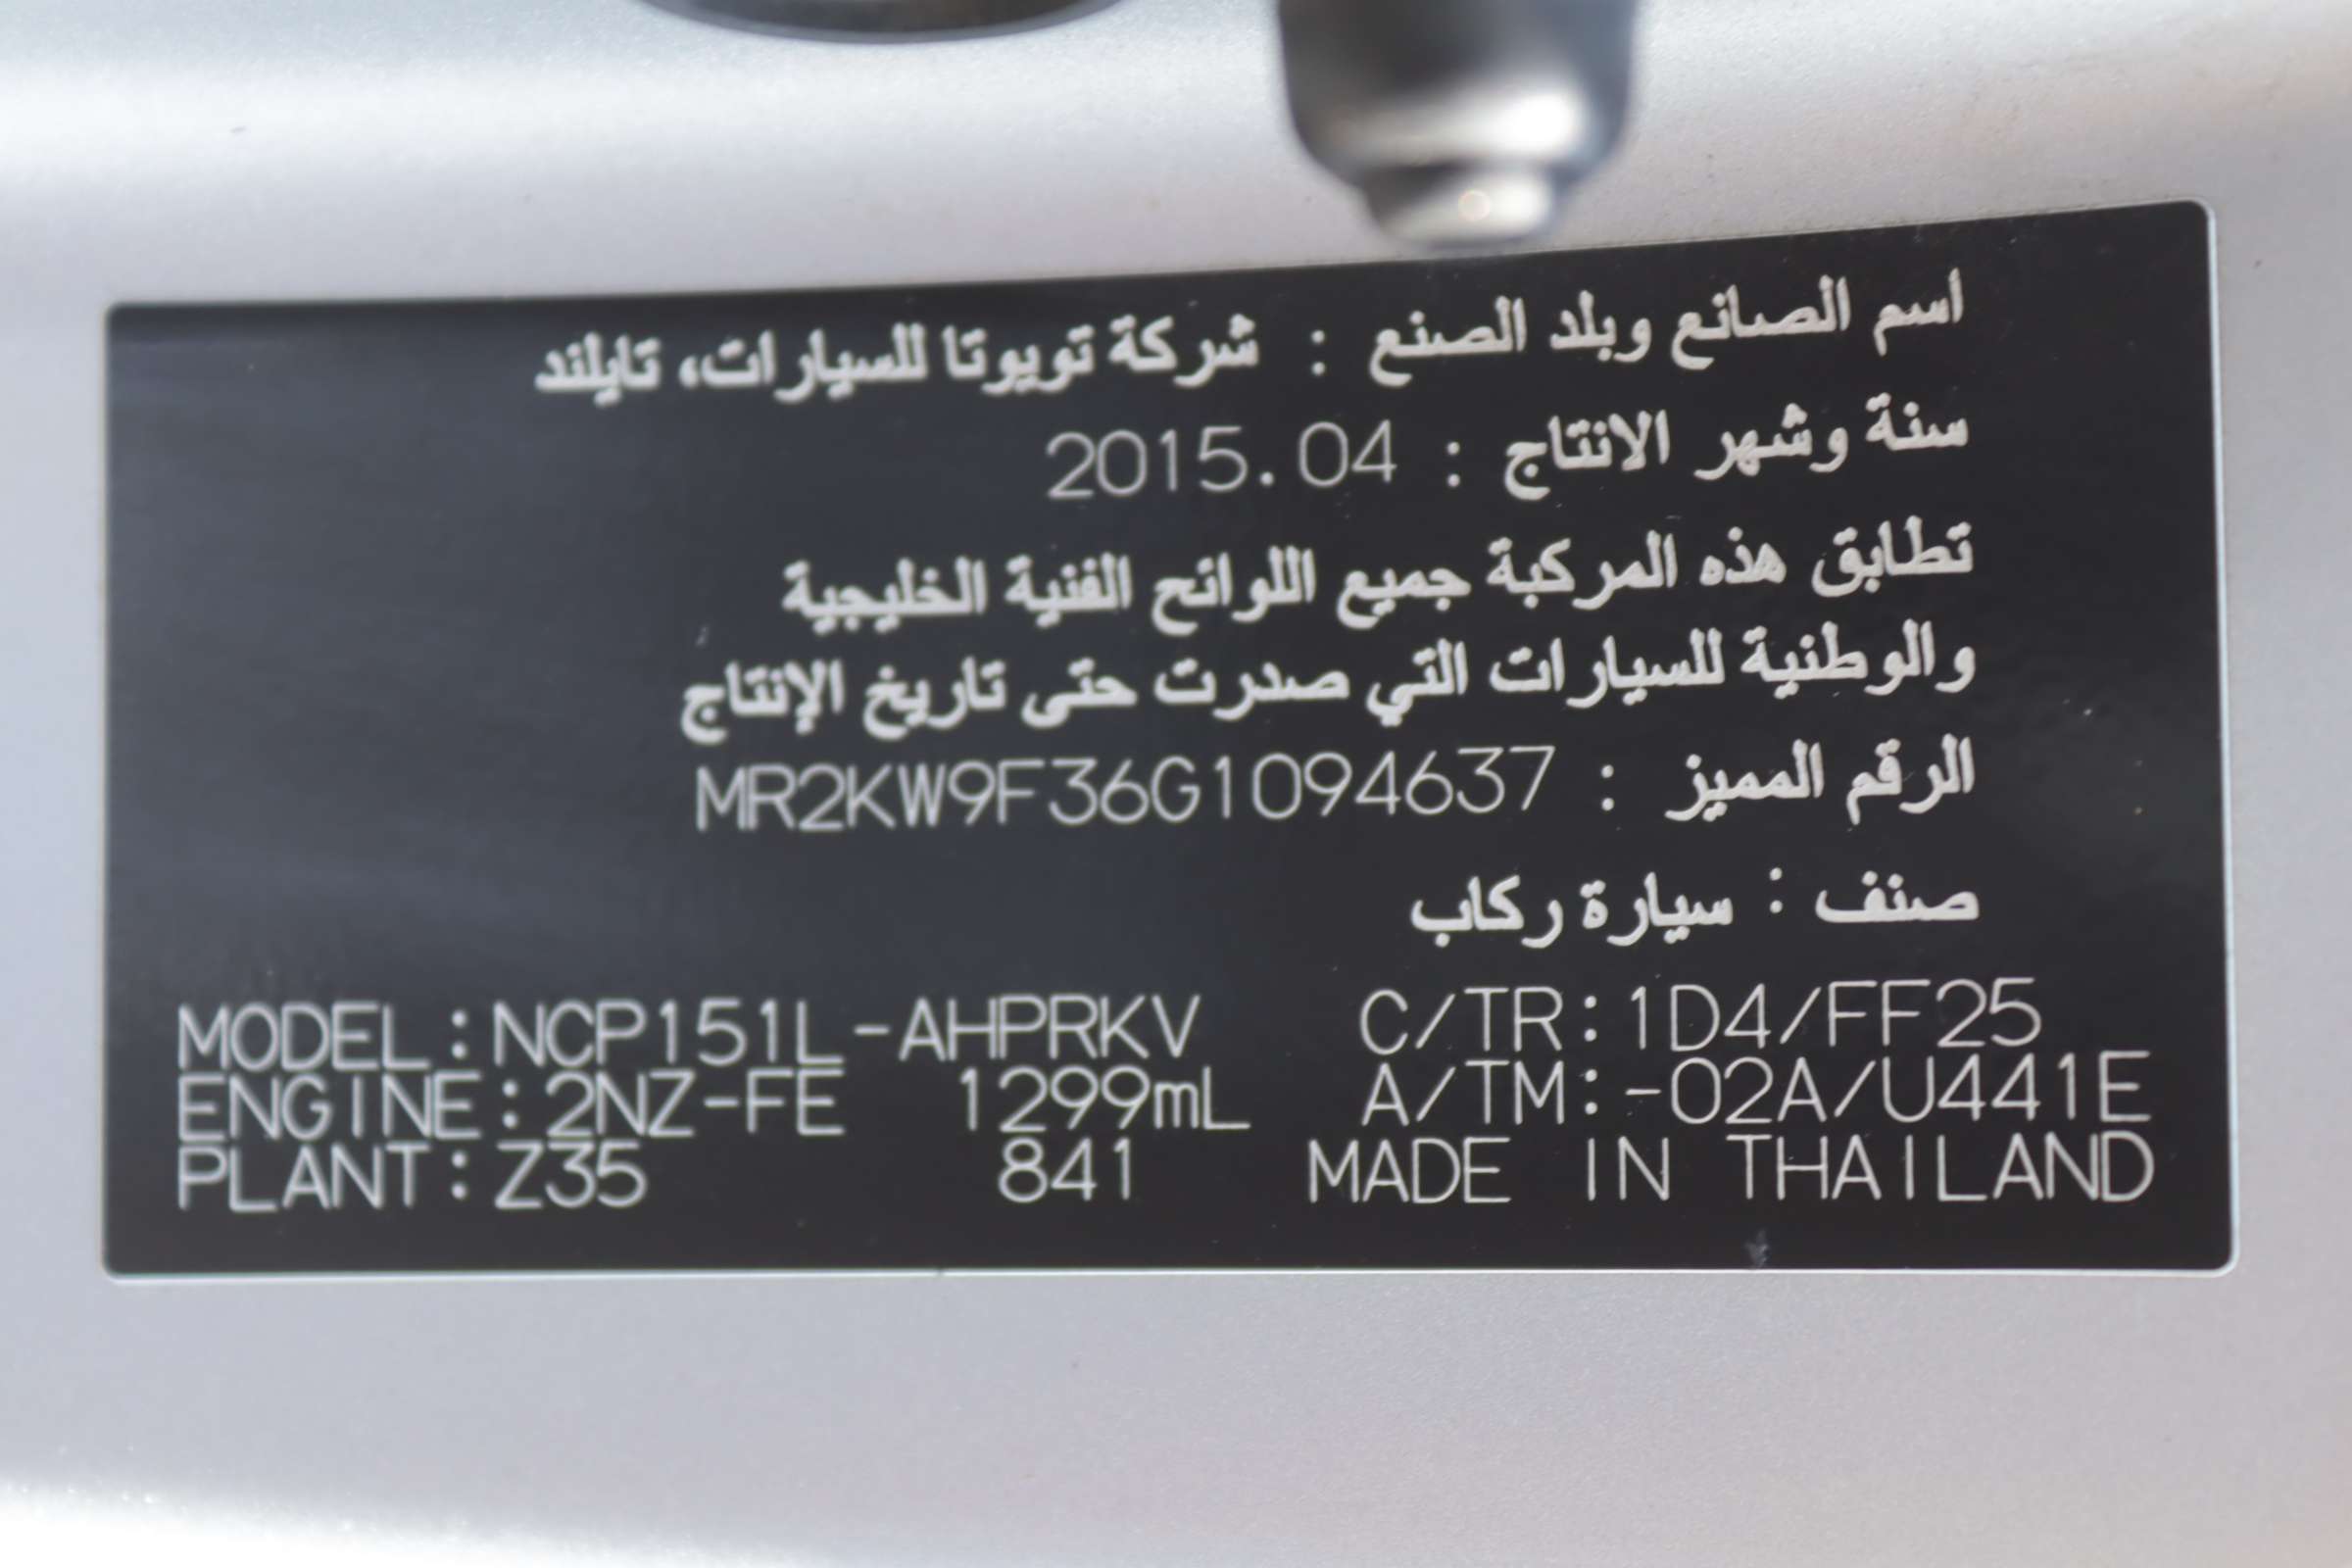 اسم الصانع وبلد الصنع : شركة تويوتا للسيارات، تايلند
سنة وشهر الانتاج : 2015.04
تطابق هذه المركبة جميع اللوائح الفنية الخليجية
والوطنية للسيارات التي صدرت حتى تاريخ الإنتاج
الرقم المميز : MR2KW9F36G1094637
صنف : سيارة ركاب
MODEL:NCP151L-AHPRKV C/TR:1D4/FF25
ENGINE:2NZ-FE 1299mL A/TM:-02A/U441E
PLANT:Z35 841 MADE IN THAILAND